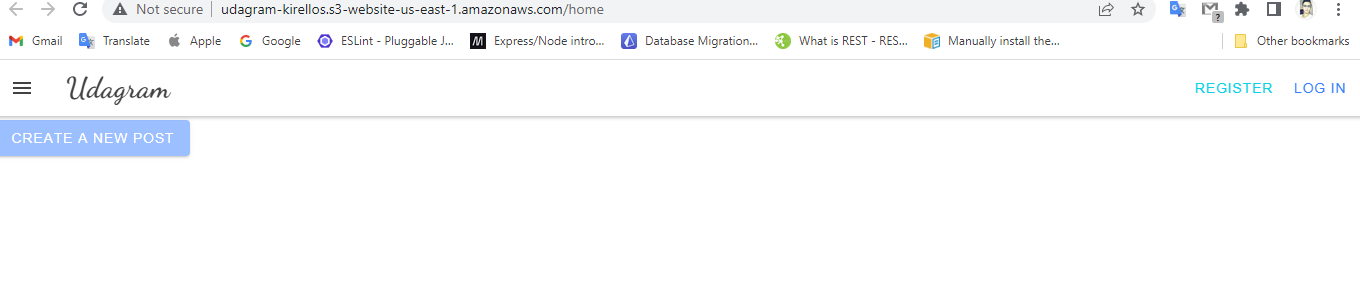 Not secure udagram-kirellos.s3-website-us-east-1.amazonaws.com/home
Gmail Translate Apple Google ESLint - Pluggable J... Express/Node intro... Database Migration... What is REST - RES... Manually install the... Other bookmarks
Udagram REGISTER LOG IN
CREATE A NEW POST